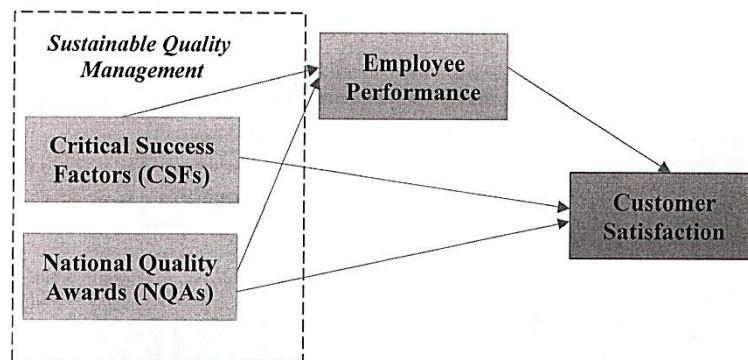 Sustainable Quality
Management
Employee
Performance
Critical Success
Factors (CSFs)
Customer
Satisfaction
National Quality
Awards (NQAs)